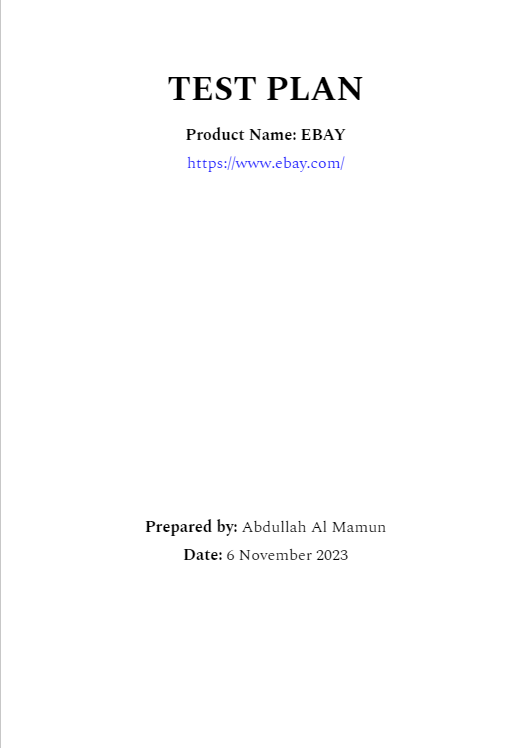 TEST PLAN
Product Name: EBAY
https://www.ebay.com/
Prepared by: Abdullah Al Mamun
Date: 6 November 2023